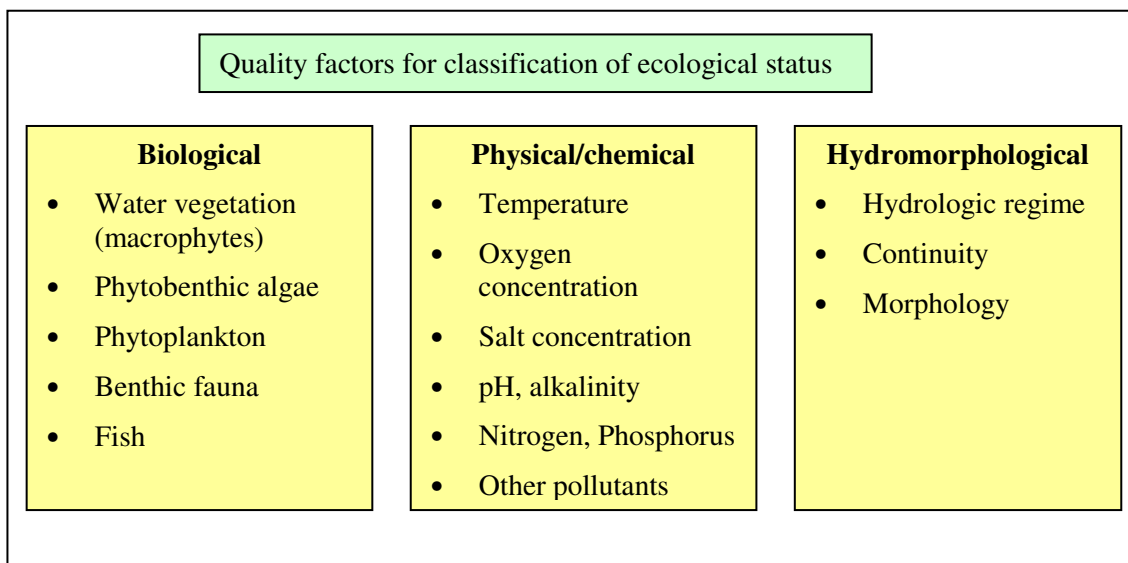 Quality factors for classification of ecological status
Biological
• Water vegetation
(macrophytes)
• Phytobenthic algae
• Phytoplankton
• Benthic fauna
• Fish
Physical/chemical
• Temperature
• Oxygen
concentration
• Salt concentration
• pH, alkalinity
• Nitrogen, Phosphorus
• Other pollutants
Hydromorphological
• Hydrologic regime
• Continuity
• Morphology